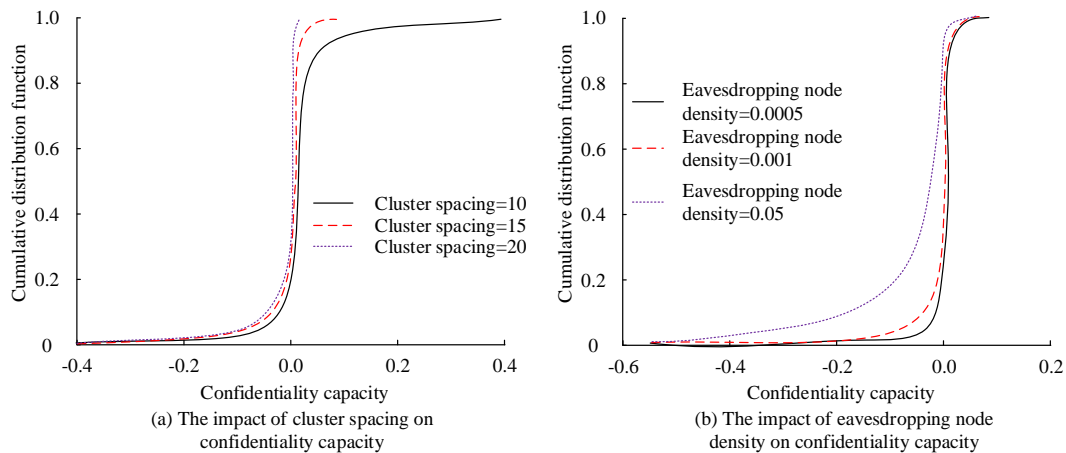 1.0
0.8
0.6
0.4
0.2
0
-0.4
-0.2
0.0
0.2
0.4
Cumulative distribution function
Confidentiality capacity
Cluster spacing=10
Cluster spacing=15
Cluster spacing=20
(a) The impact of cluster spacing on
confidentiality capacity
1.0
0.8
0.6
0.4
0.2
0
-0.6
-0.4
-0.2
0.0
0.2
Cumulative distribution function
Confidentiality capacity
Eavesdropping node
density=0.0005
Eavesdropping node
density=0.001
Eavesdropping node
density=0.05
(b) The impact of eavesdropping node
density on confidentiality capacity